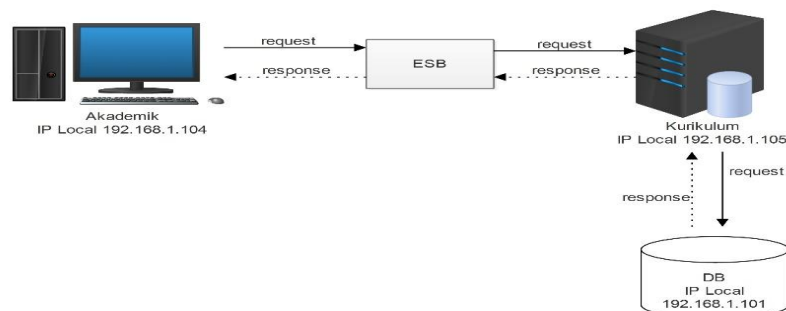 request
request
ESB
response
response
Akademik
IP Local 192.168.1.104
Kurikulum
IP Local 192.168.1.105
request
response
DB
IP Local
192.168.1.101